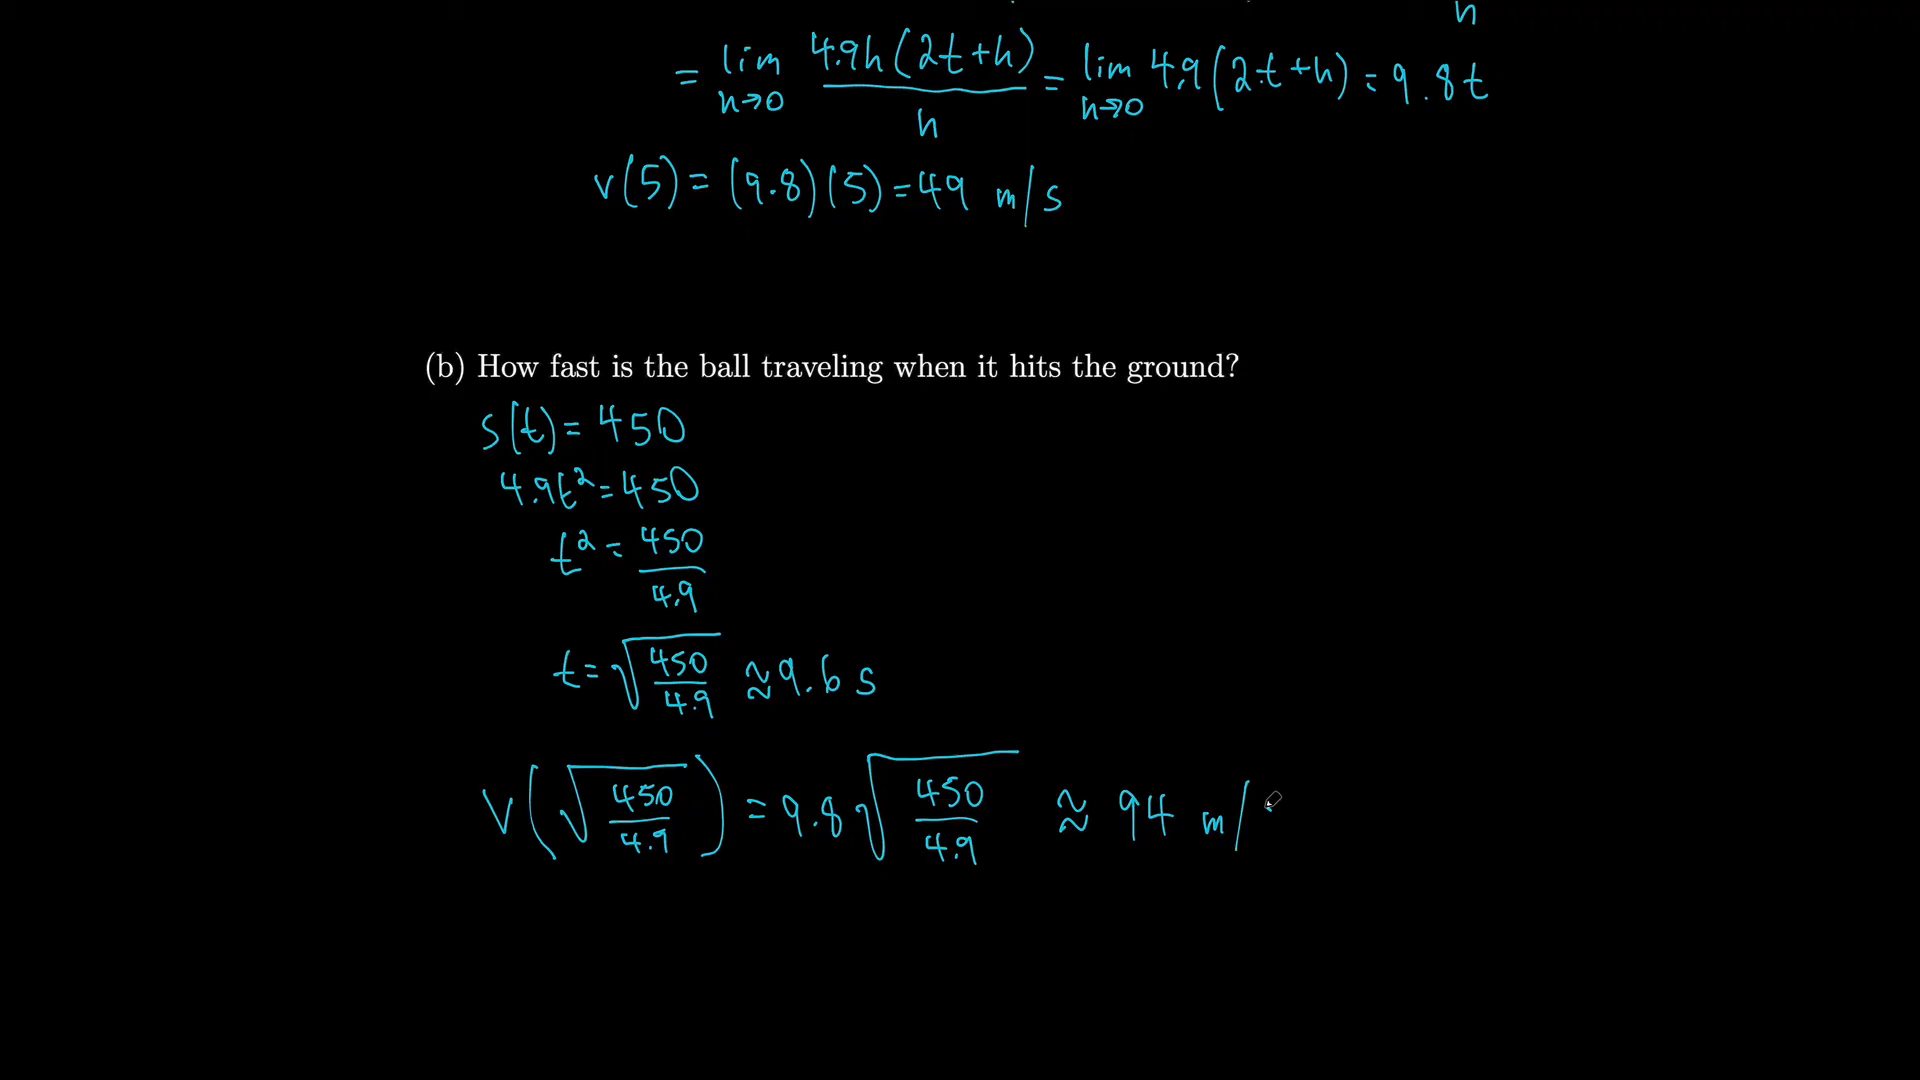 h
= lim h→0 4.9h(2t+h)/h = lim h→0 4.9(2t+h) = 9.8t
v(5) = (9.8)(5) = 49 m/s
(b) How fast is the ball traveling when it hits the ground?
s(t) = 450
4.9t² = 450
t² = 450/4.9
t = √(450/4.9) ≈ 9.6 s
v(√(450/4.9)) = 9.8√(450/4.9) ≈ 94 m/